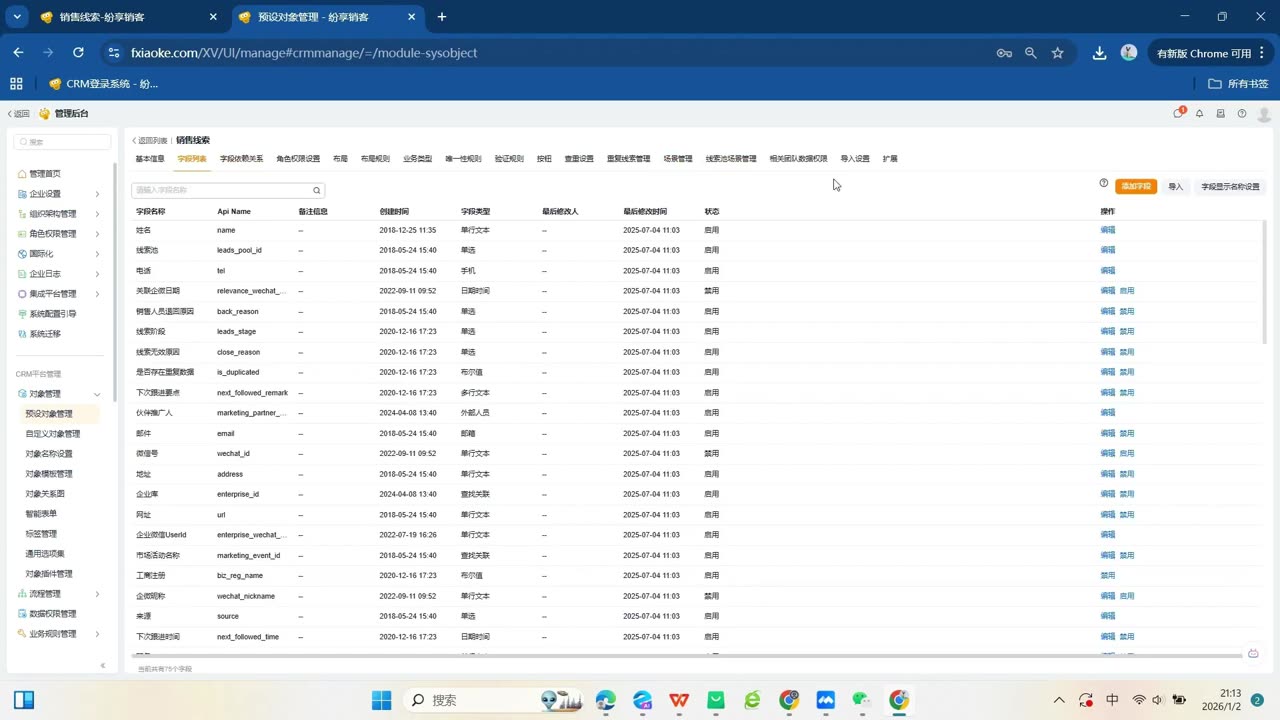 销售线索-纷享销客
预设对象管理 - 纷享销客
fxiaoke.com/XV/UI/manage#crmmanage/=/module-sysobject
有新版 Chrome 可用
CRM登录系统 - 纷...
所有书签
返回 管理后台
1
搜索
管理首页
企业设置
组织架构管理
角色权限管理
国际化
企业日志
集成平台管理
系统配置引导
系统迁移
CRM平台管理
对象管理
预设对象管理
自定义对象管理
对象名称设置
对象模板管理
对象关系图
智能表单
标签管理
通用选项集
对象插件管理
流程管理
数据权限管理
业务规则管理
返回列表 | 销售线索
基本信息 字段列表 字段依赖关系 角色权限设置 布局 布局规则 业务类型 唯一性规则 验证规则 按钮 查重设置 重复线索管理 场景管理 线索池场景管理 相关团队数据权限 导入设置 扩展
请输入字段名称
添加字段 导入 字段显示名称设置
字段名称 Api Name 备注信息 创建时间 字段类型 最后修改人 最后修改时间 状态 操作
姓名 name -- 2018-12-25 11:35 单行文本 -- 2025-07-04 11:03 启用 编辑
线索池 leads_pool_id -- 2018-05-24 15:40 单选 -- 2025-07-04 11:03 启用 编辑
电话 tel -- 2018-05-24 15:40 手机 -- 2025-07-04 11:03 启用 编辑
关联企微日期 relevance_wechat_... -- 2022-09-11 09:52 日期时间 -- 2025-07-04 11:03 禁用 编辑 启用
销售人员退回原因 back_reason -- 2018-05-24 15:40 单选 -- 2025-07-04 11:03 启用 编辑 禁用
线索阶段 leads_stage -- 2020-12-16 17:23 单选 -- 2025-07-04 11:03 启用 编辑 禁用
线索无效原因 close_reason -- 2020-12-16 17:23 单选 -- 2025-07-04 11:03 启用 编辑 禁用
是否存在重复数据 is_duplicated -- 2020-12-16 17:23 布尔值 -- 2025-07-04 11:03 启用 编辑 禁用
下次跟进要点 next_followed_remark -- 2020-12-16 17:23 多行文本 -- 2025-07-04 11:03 启用 编辑 禁用
伙伴推广人 marketing_partner_... -- 2024-04-08 13:40 外部人员 -- 2025-07-04 11:03 启用 编辑
邮件 email -- 2018-05-24 15:40 邮箱 -- 2025-07-04 11:03 启用 编辑 禁用
微信号 wechat_id -- 2022-09-11 09:52 单行文本 -- 2025-07-04 11:03 禁用 编辑 启用
地址 address -- 2018-05-24 15:40 单行文本 -- 2025-07-04 11:03 启用 编辑 禁用
企业库 enterprise_id -- 2024-04-08 13:40 查找关联 -- 2025-07-04 11:03 启用 编辑 禁用
网址 url -- 2018-05-24 15:40 单行文本 -- 2025-07-04 11:03 启用 编辑 禁用
企业微信UserId enterprise_wechat_... -- 2022-07-19 16:26 单行文本 -- 2025-07-04 11:03 启用 编辑
市场活动名称 marketing_event_id -- 2018-05-24 15:40 查找关联 -- 2025-07-04 11:03 启用 编辑 禁用
工商注册 biz_reg_name -- 2020-12-16 17:23 布尔值 -- 2025-07-04 11:03 启用 禁用
企微昵称 wechat_nickname -- 2022-09-11 09:52 单行文本 -- 2025-07-04 11:03 禁用 编辑 启用
来源 source -- 2018-05-24 15:40 单选 -- 2025-07-04 11:03 启用 编辑
下次跟进时间 next_followed_time -- 2020-12-16 17:23 日期时间 -- 2025-07-04 11:03 启用 编辑 禁用
当前共有75个字段
搜索
中
21:13
2026/1/2
2